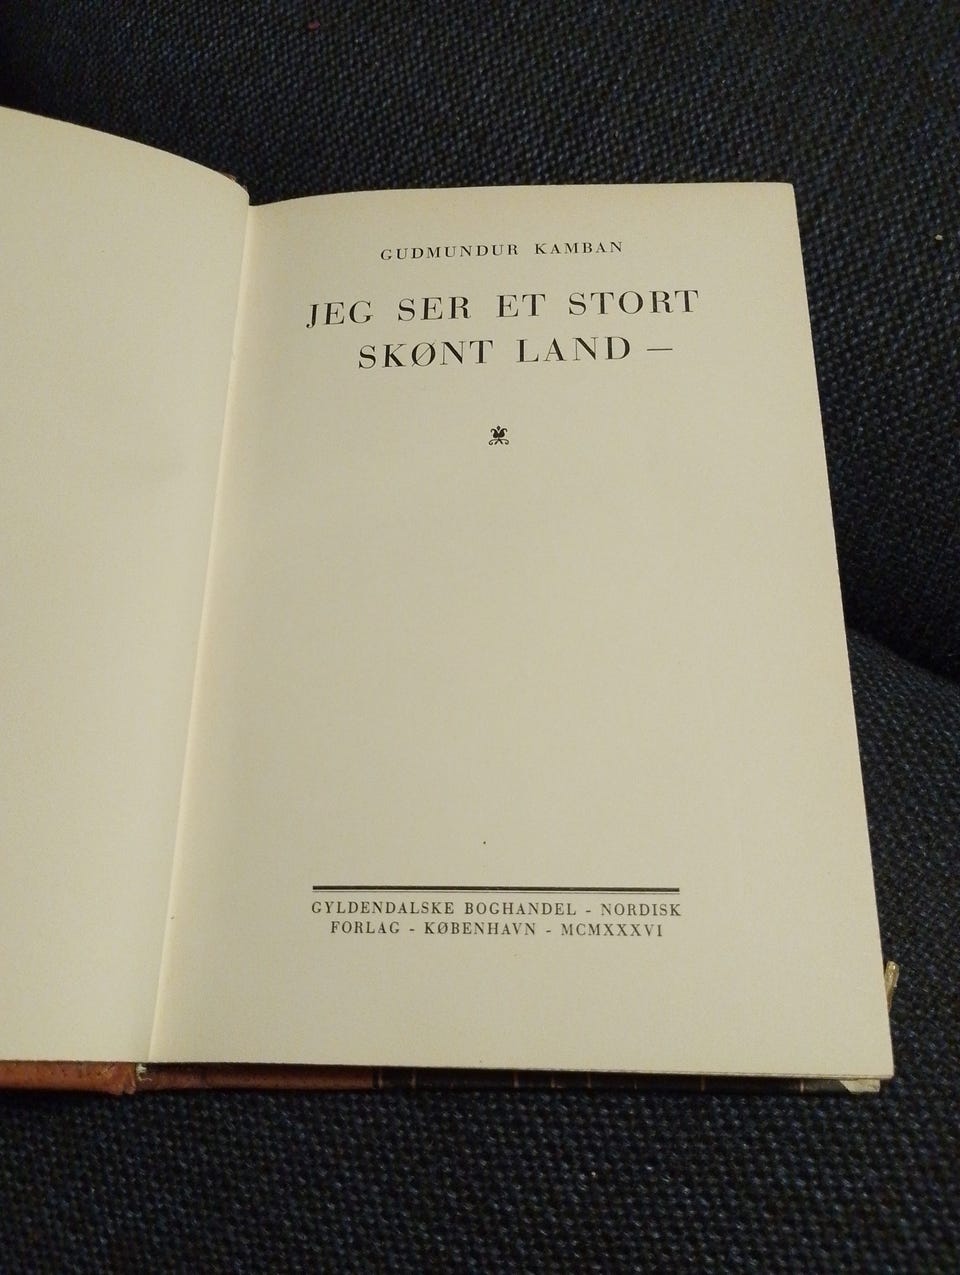 GUDMUNDUR KAMBAN
JEG SER ET STORT
SKØNT LAND —
GYLDENDALSKE BOGHANDEL - NORDISK
FORLAG - KØBENHAVN - MCMXXXVI